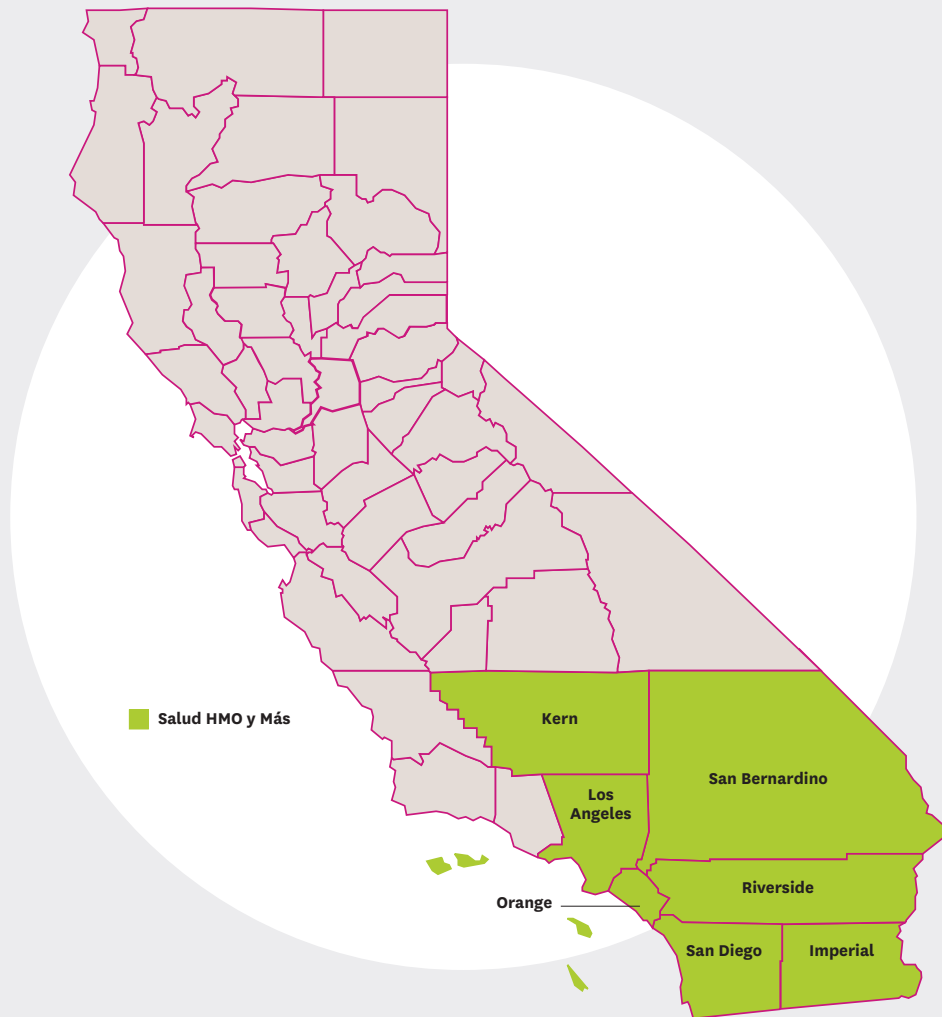 Salud HMO y Más
Kern
San Bernardino
Los
Angeles
Riverside
Orange
San Diego
Imperial